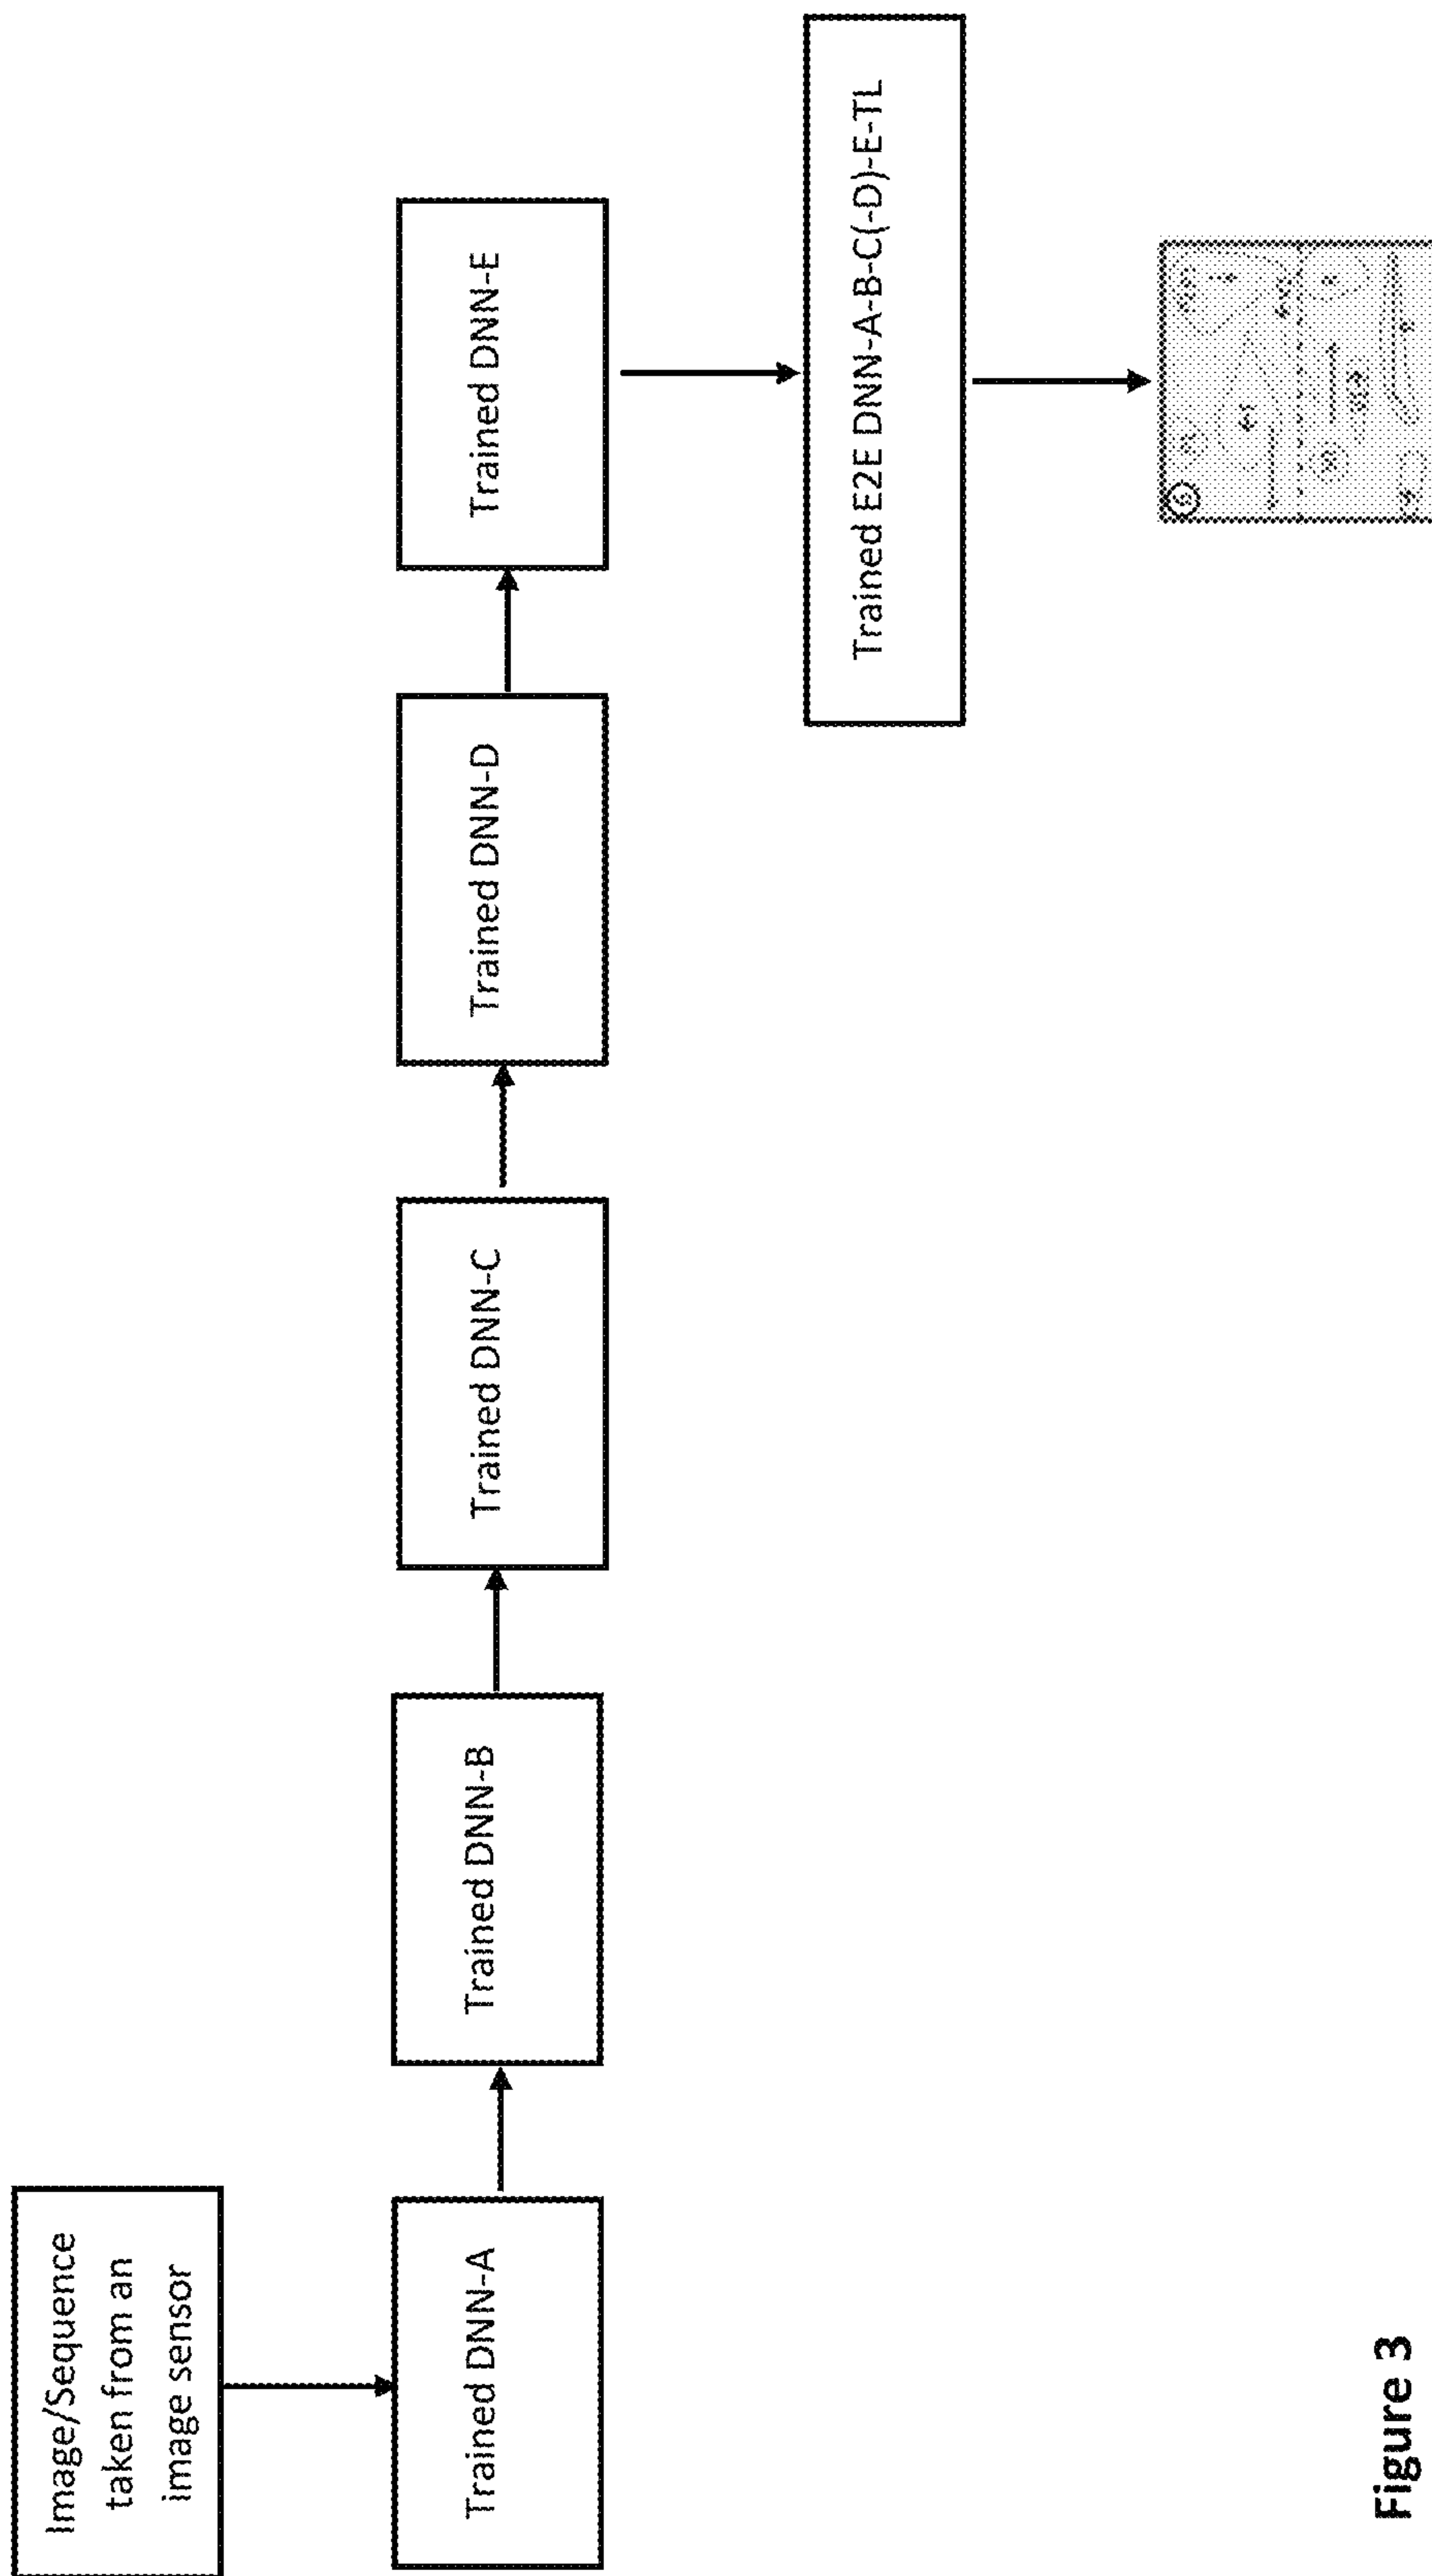 Image/Sequence
taken from an
image sensor
Trained DNN-A
Trained DNN-B
Trained DNN-C
Trained DNN-D
Trained DNN-E
Trained E2E DNN-A-B-C(-D)-E-TL
Figure 3